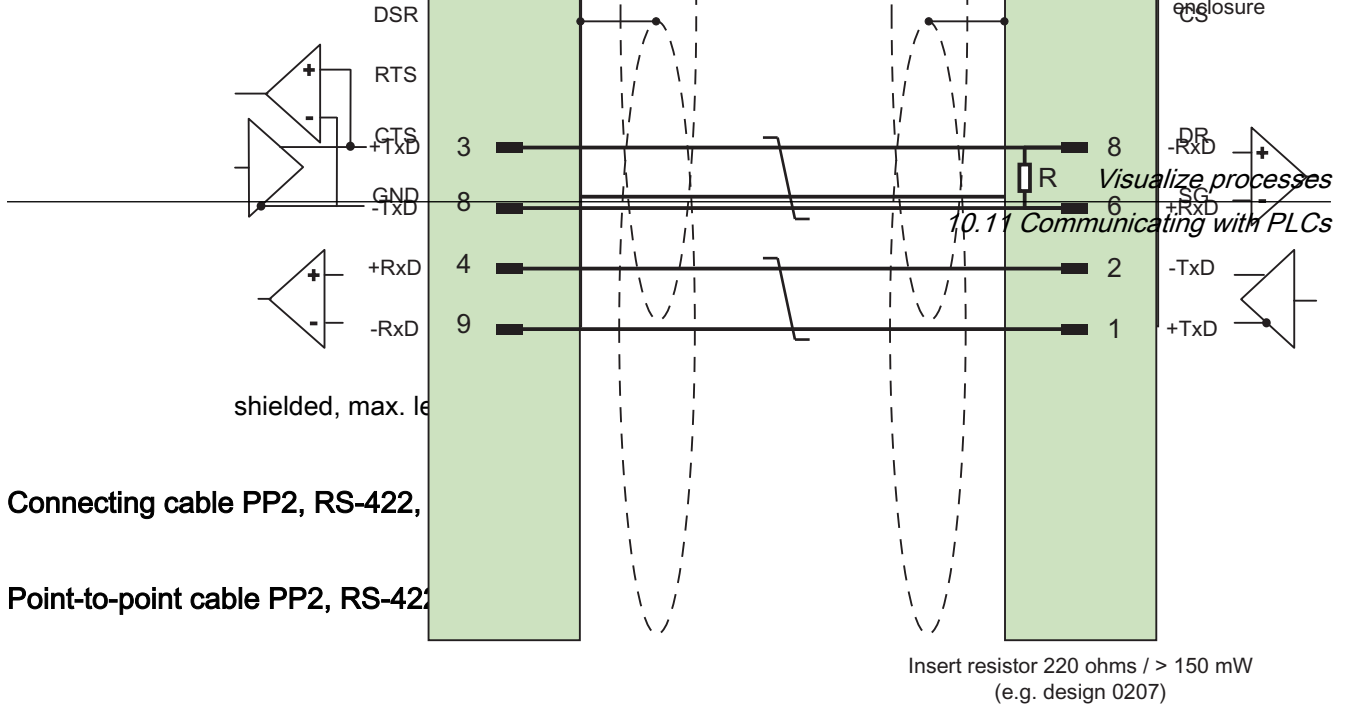 enclosure
DSR CS
RTS
CTS DR
+TxD 3 8 -RxD
R Visualize processes
GND SG
-TxD 8 6 +RxD
10.11 Communicating with PLCs
+RxD 4 2 -TxD
-RxD 9 1 +TxD
shielded, max.
Connecting cable PP2, RS-422,
Point-to-point cable PP2, RS-422
Insert resistor 220 ohms / > 150 mW
(e.g. design 0207)